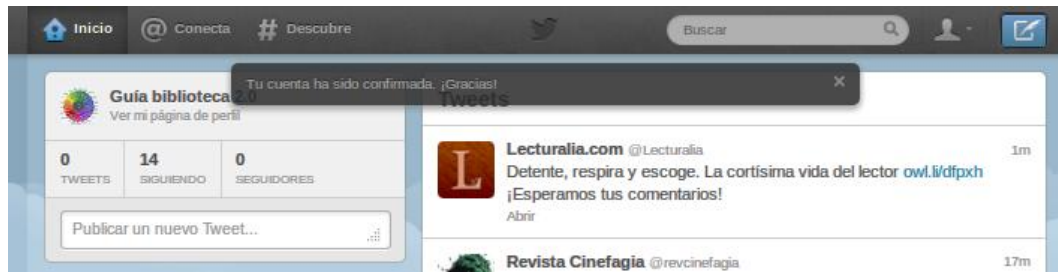 Inicio @ Conecta # Descubre Buscar
Tu cuenta ha sido confirmada. ¡Gracias!
Guía biblioteca 2.0
Ver mi página de perfil
0 14 0
TWEETS SIGUIENDO SEGUIDORES
Publicar un nuevo Tweet...
Tweets
Lecturalia.com @Lecturalia 1m
Detente, respira y escoge. La cortísima vida del lector owl.li/dfpxh
¡Esperamos tus comentarios!
Abrir
Revista Cinefagia @revcinefagia 17m